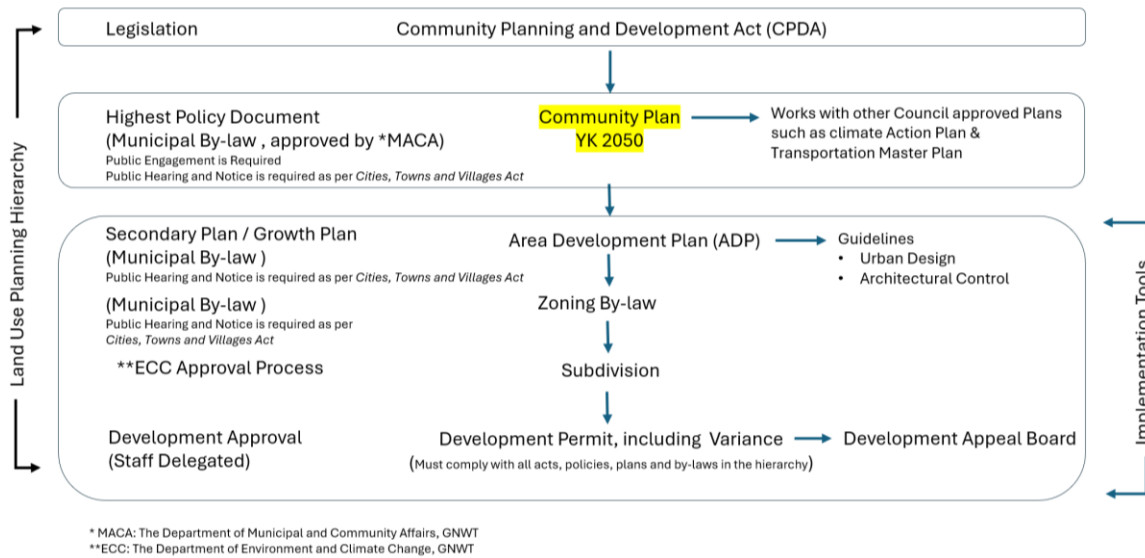 Land Use Planning Hierarchy
Legislation
Community Planning and Development Act (CPDA)
Highest Policy Document
(Municipal By-law , approved by *MACA)
Public Engagement is Required
Public Hearing and Notice is required as per Cities, Towns and Villages Act
Community Plan
YK 2050
Works with other Council approved Plans
such as climate Action Plan &
Transportation Master Plan
Secondary Plan / Growth Plan
(Municipal By-law )
Public Hearing and Notice is required as per Cities, Towns and Villages Act
Area Development Plan (ADP)
Guidelines
• Urban Design
• Architectural Control
(Municipal By-law )
Public Hearing and Notice is required as per
Cities, Towns and Villages Act
Zoning By-law
**ECC Approval Process
Subdivision
Development Approval
(Staff Delegated)
Development Permit, including Variance
(Must comply with all acts, policies, plans and by-laws in the hierarchy)
Development Appeal Board
Implementation Tools
* MACA: The Department of Municipal and Community Affairs, GNWT
**ECC: The Department of Environment and Climate Change, GNWT